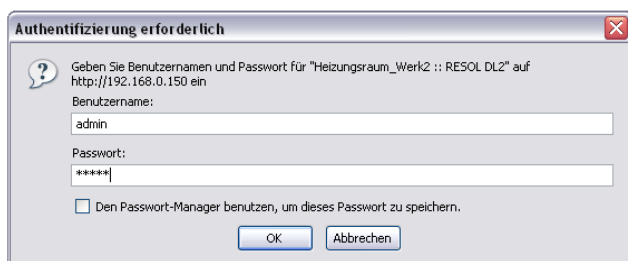 Authentifizierung erforderlich
Geben Sie Benutzernamen und Passwort für "Heizungsraum_Werk2 :: RESOL DL2" auf
http://192.168.0.150 ein
Benutzername:
admin
Passwort:
*****
Den Passwort-Manager benutzen, um dieses Passwort zu speichern.
OK Abbrechen